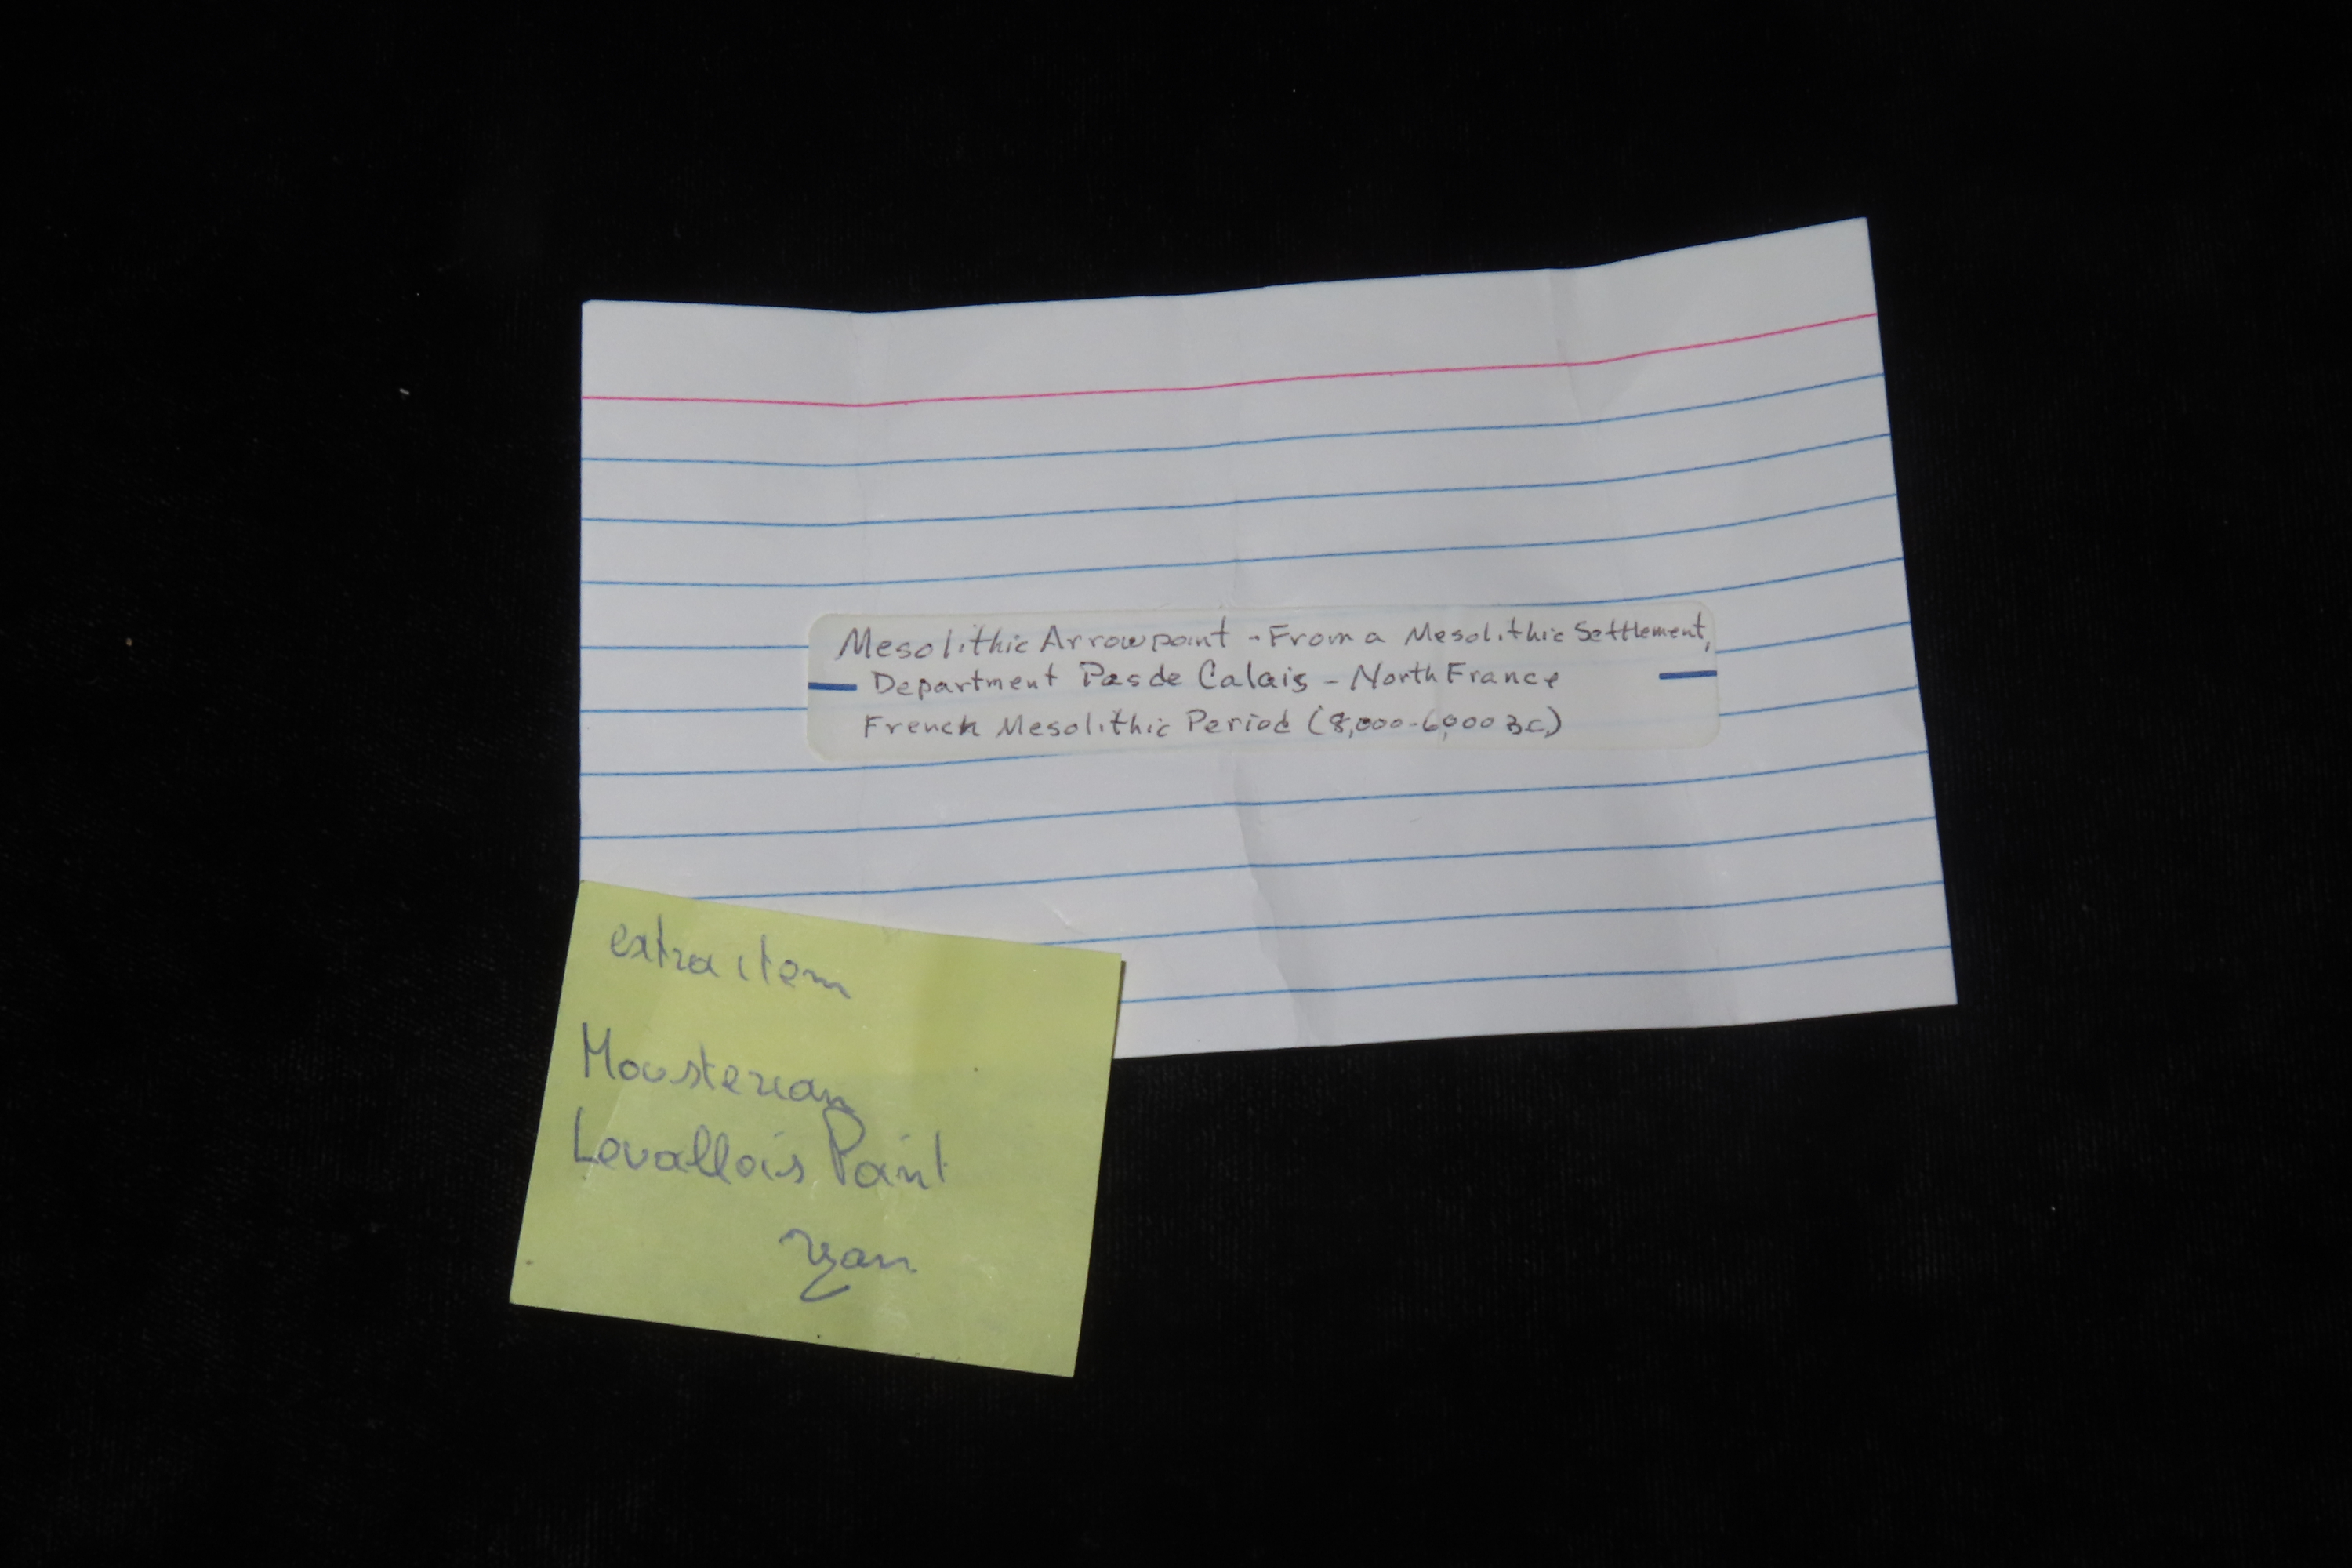 Mesolithic Arrowpoint - From a Mesolithic Settlement,
Department Pas de Calais - North France
French Mesolithic Period (8,000-6,000 BC)
extra item
Mousterian
Levallois Point